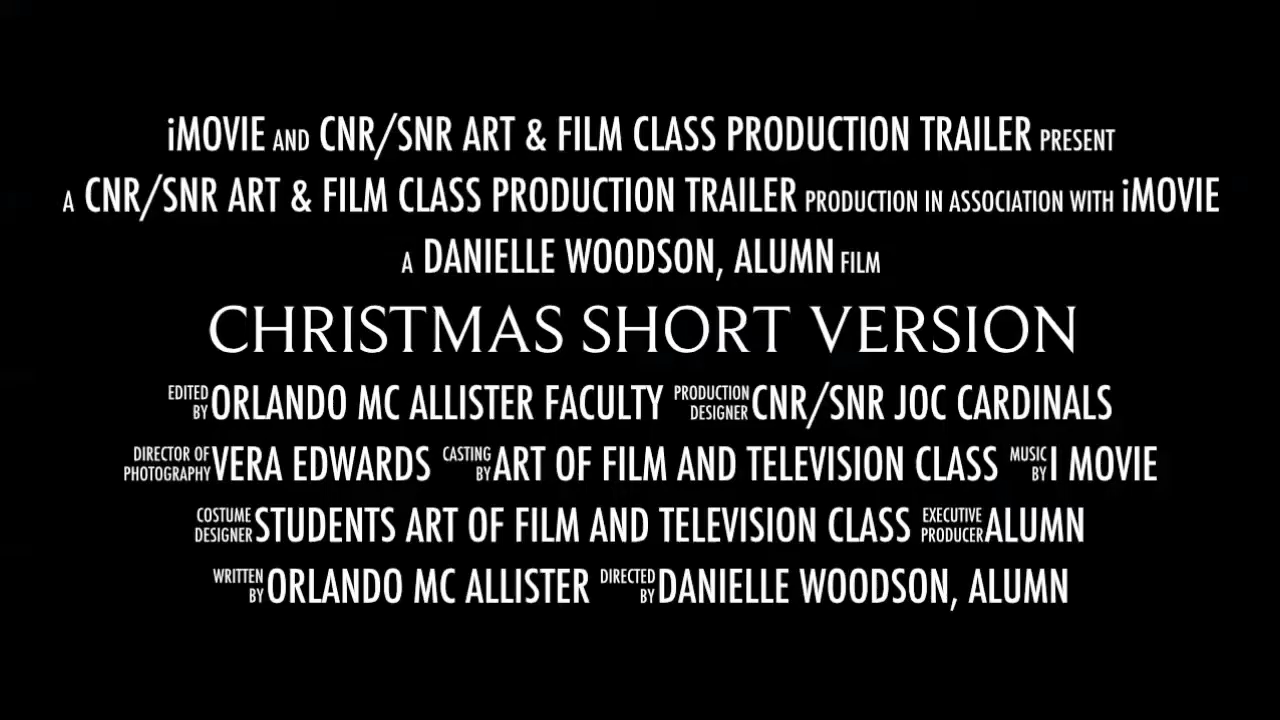 iMOVIE AND CNR/SNR ART & FILM CLASS PRODUCTION TRAILER PRESENT
A CNR/SNR ART & FILM CLASS PRODUCTION TRAILER PRODUCTION IN ASSOCIATION WITH iMOVIE
A DANIELLE WOODSON, ALUMN FILM
CHRISTMAS SHORT VERSION
EDITED BY ORLANDO MC ALLISTER FACULTY PRODUCTION DESIGNER CNR/SNR JOC CARDINALS
DIRECTOR OF PHOTOGRAPHY VERA EDWARDS CASTING BY ART OF FILM AND TELEVISION CLASS MUSIC BY I MOVIE
COSTUME DESIGNER STUDENTS ART OF FILM AND TELEVISION CLASS EXECUTIVE PRODUCER ALUMN
WRITTEN BY ORLANDO MC ALLISTER DIRECTED BY DANIELLE WOODSON, ALUMN